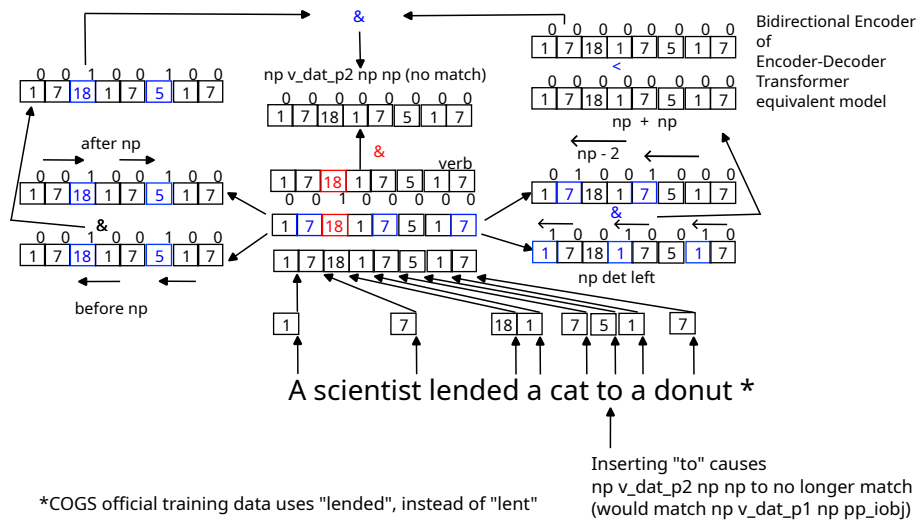 &
Bidirectional Encoder
of
Encoder-Decoder
Transformer
equivalent model
0 0 0 0 0 0 0 0
1 7 18 1 7 5 1 7
<
0 0 0 0 0 0 0 0
1 7 18 1 7 5 1 7
np + np
0 0 1 0 0 1 0 0
1 7 18 1 7 5 1 7
np v_dat_p2 np np (no match)
0 0 0 0 0 0 0 0
1 7 18 1 7 5 1 7
after np
0 0 1 0 0 1 0 0
1 7 18 1 7 5 1 7
&
0 0 1 0 0 1 0 0
1 7 18 1 7 5 1 7
before np
&
verb
1 7 18 1 7 5 1 7
0 0 1 0 0 0 0 0
1 7 18 1 7 5 1 7
1 7 18 1 7 5 1 7
np - 2
0 1 0 0 1 0 0 0
1 7 18 1 7 5 1 7
&
1 0 0 1 0 0 1 0
1 7 18 1 7 5 1 7
np det left
1 7 18 1 7 5 1 7
A scientist lended a cat to a donut *
Inserting "to" causes
np v_dat_p2 np np to no longer match
(would match np v_dat_p1 np pp_iobj)
*COGS official training data uses "lended", instead of "lent"